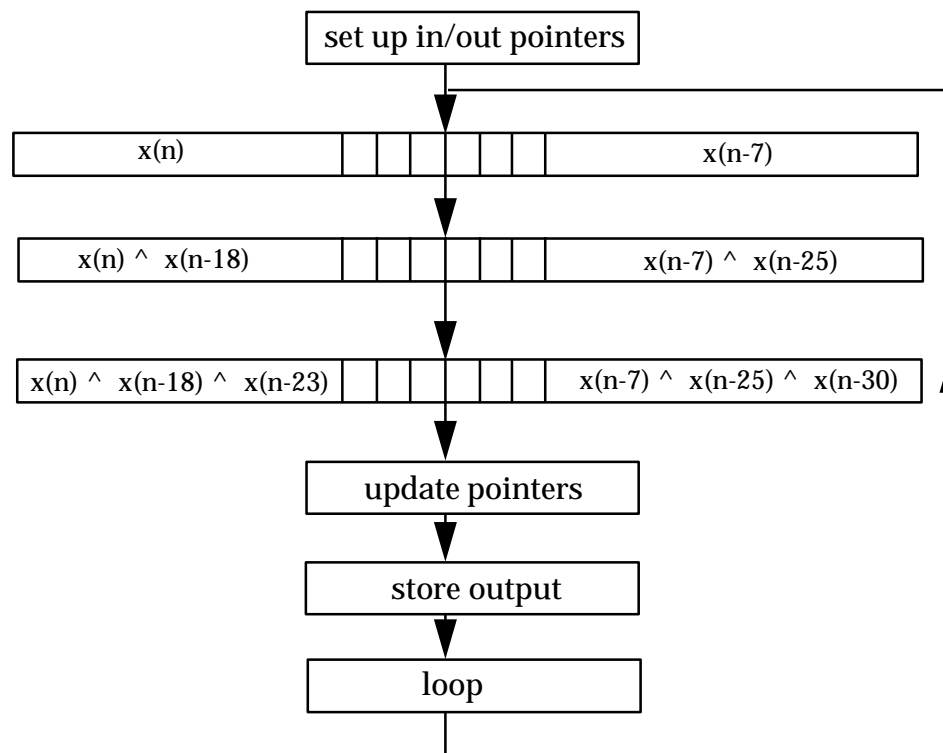 set up in/out pointers
x(n) x(n-7)
x(n) ^ x(n-18) x(n-7) ^ x(n-25)
x(n) ^ x(n-18) ^ x(n-23) x(n-7) ^ x(n-25) ^ x(n-30)
update pointers
store output
loop